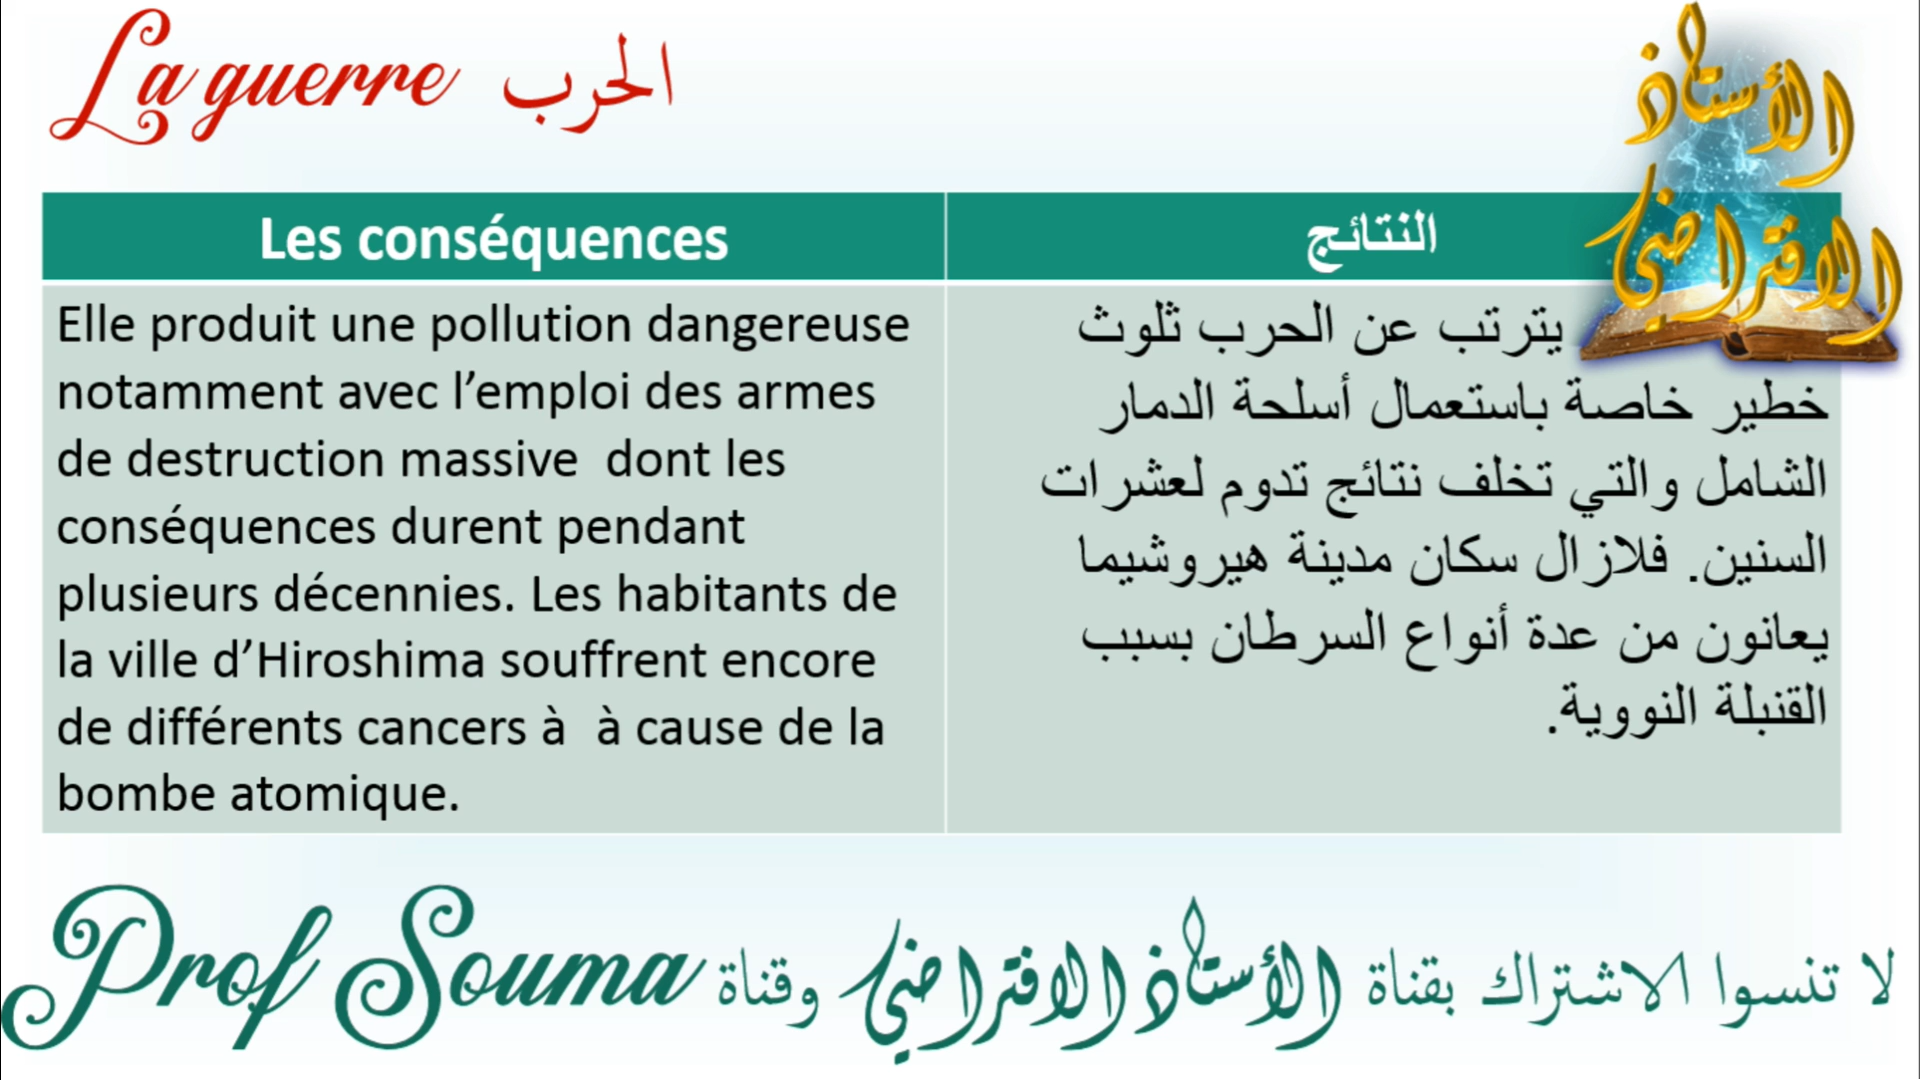 La guerre الحرب
الأستاذ
الافتراضي
Les conséquences
النتائج
Elle produit une pollution dangereuse
notamment avec l’emploi des armes
de destruction massive  dont les
conséquences durent pendant
plusieurs décennies. Les habitants de
la ville d’Hiroshima souffrent encore
de différents cancers à  à cause de la
bombe atomique.
يترتب عن الحرب ثلوث
خطير خاصة باستعمال أسلحة الدمار
الشامل والتي تخلف نتائج تدوم لعشرات
السنين. فلازال سكان مدينة هيروشيما
يعانون من عدة أنواع السرطان بسبب
القنبلة النووية.
لا تنسوا الاشتراك بقناة الأستاذ الافتراضي وقناة Prof Souma